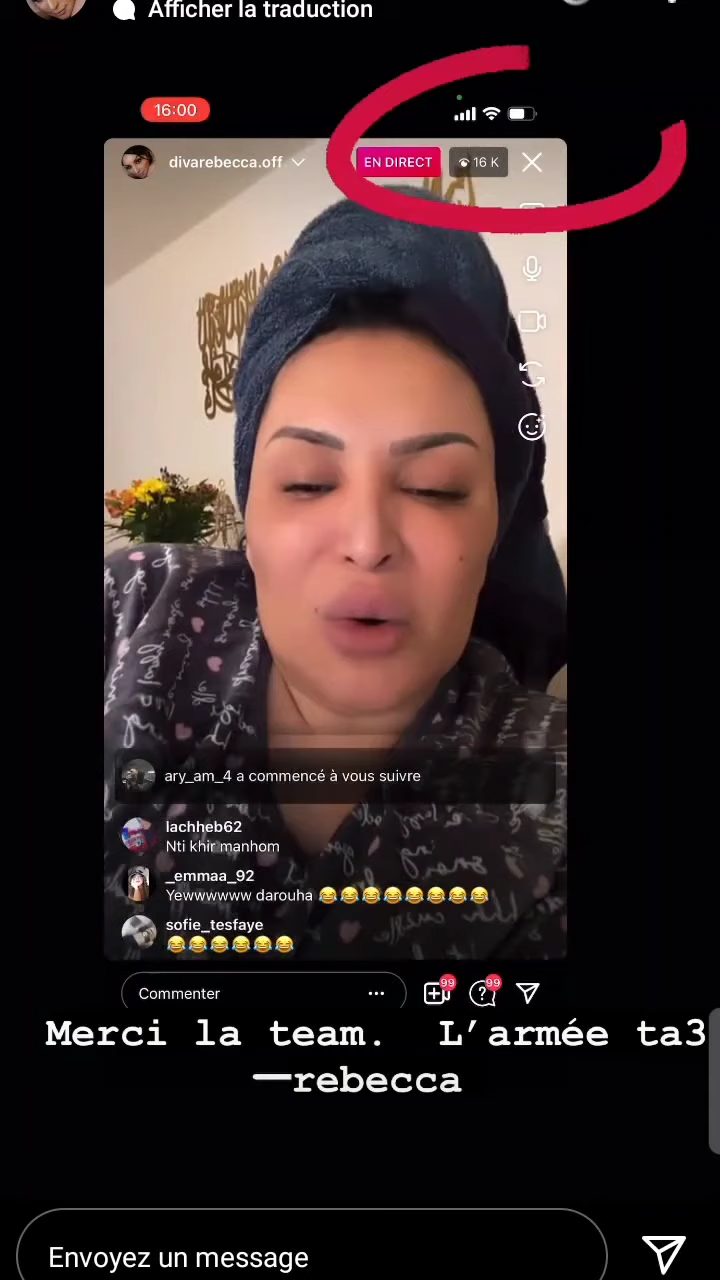 Afficher la traduction
16:00
divarebecca.off
EN DIRECT
16 K
ary_am_4 a commencé à vous suivre
lachheb62
Nti khir manhom
_emmaa_92
Yewwwwww darouha 😂😂😂😂😂😂😂😂
sofie_tesfaye
😂😂😂😂😂😂
Commenter
99
99
Merci la team. L'armée ta3
—rebecca
Envoyez un message